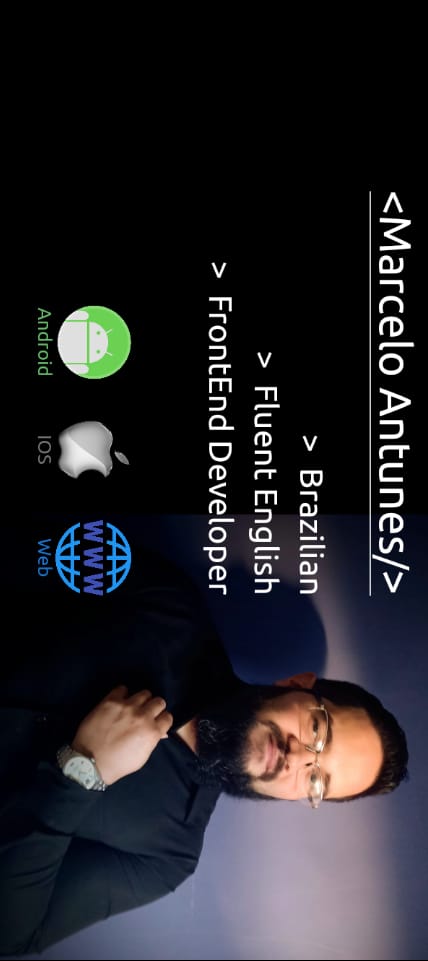 <Marcelo Antunes/>
> Brazilian
> Fluent English
> FrontEnd Developer
WWW
Android IOS Web